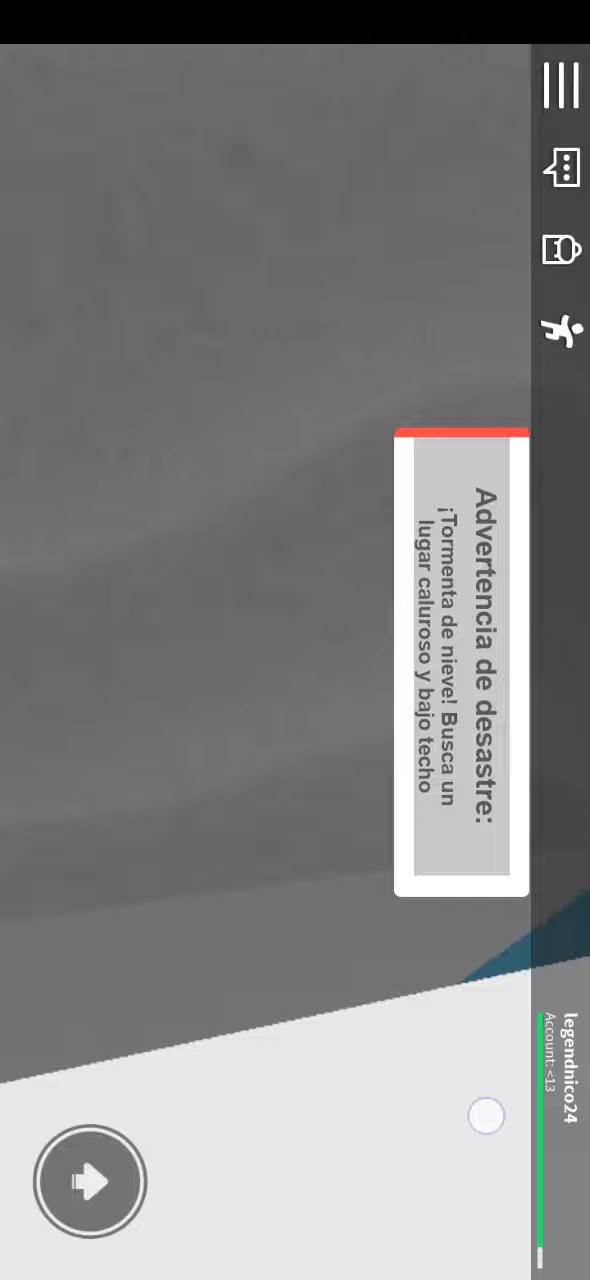 legendnico24
Account: <13
Advertencia de desastre:
¡Tormenta de nieve! Busca un
lugar caluroso y bajo techo